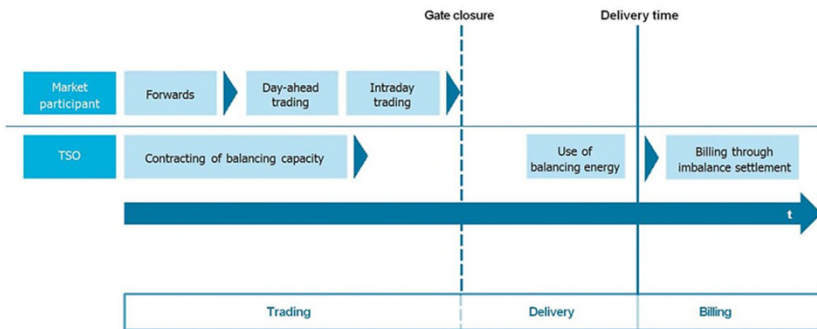 Gate closure
Delivery time
Market
participant
Forwards
Day-ahead
trading
Intraday
trading
TSO
Contracting of balancing capacity
Use of
balancing energy
Billing through
imbalance settlement
t
Trading
Delivery
Billing